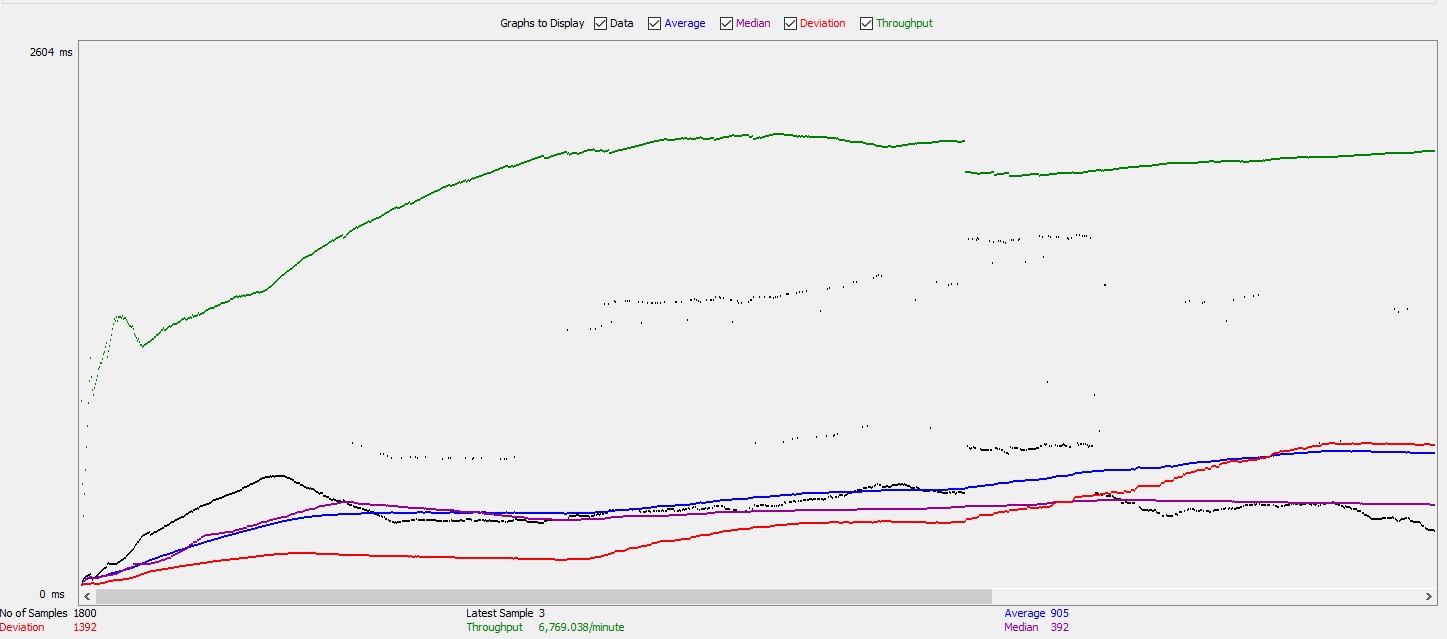 Graphs to Display Data Average Median Deviation Throughput
2604 ms
0 ms
No of Samples 1800 Latest Sample 3 Average 905
Deviation 1392 Throughput 6,769.038/minute Median 392